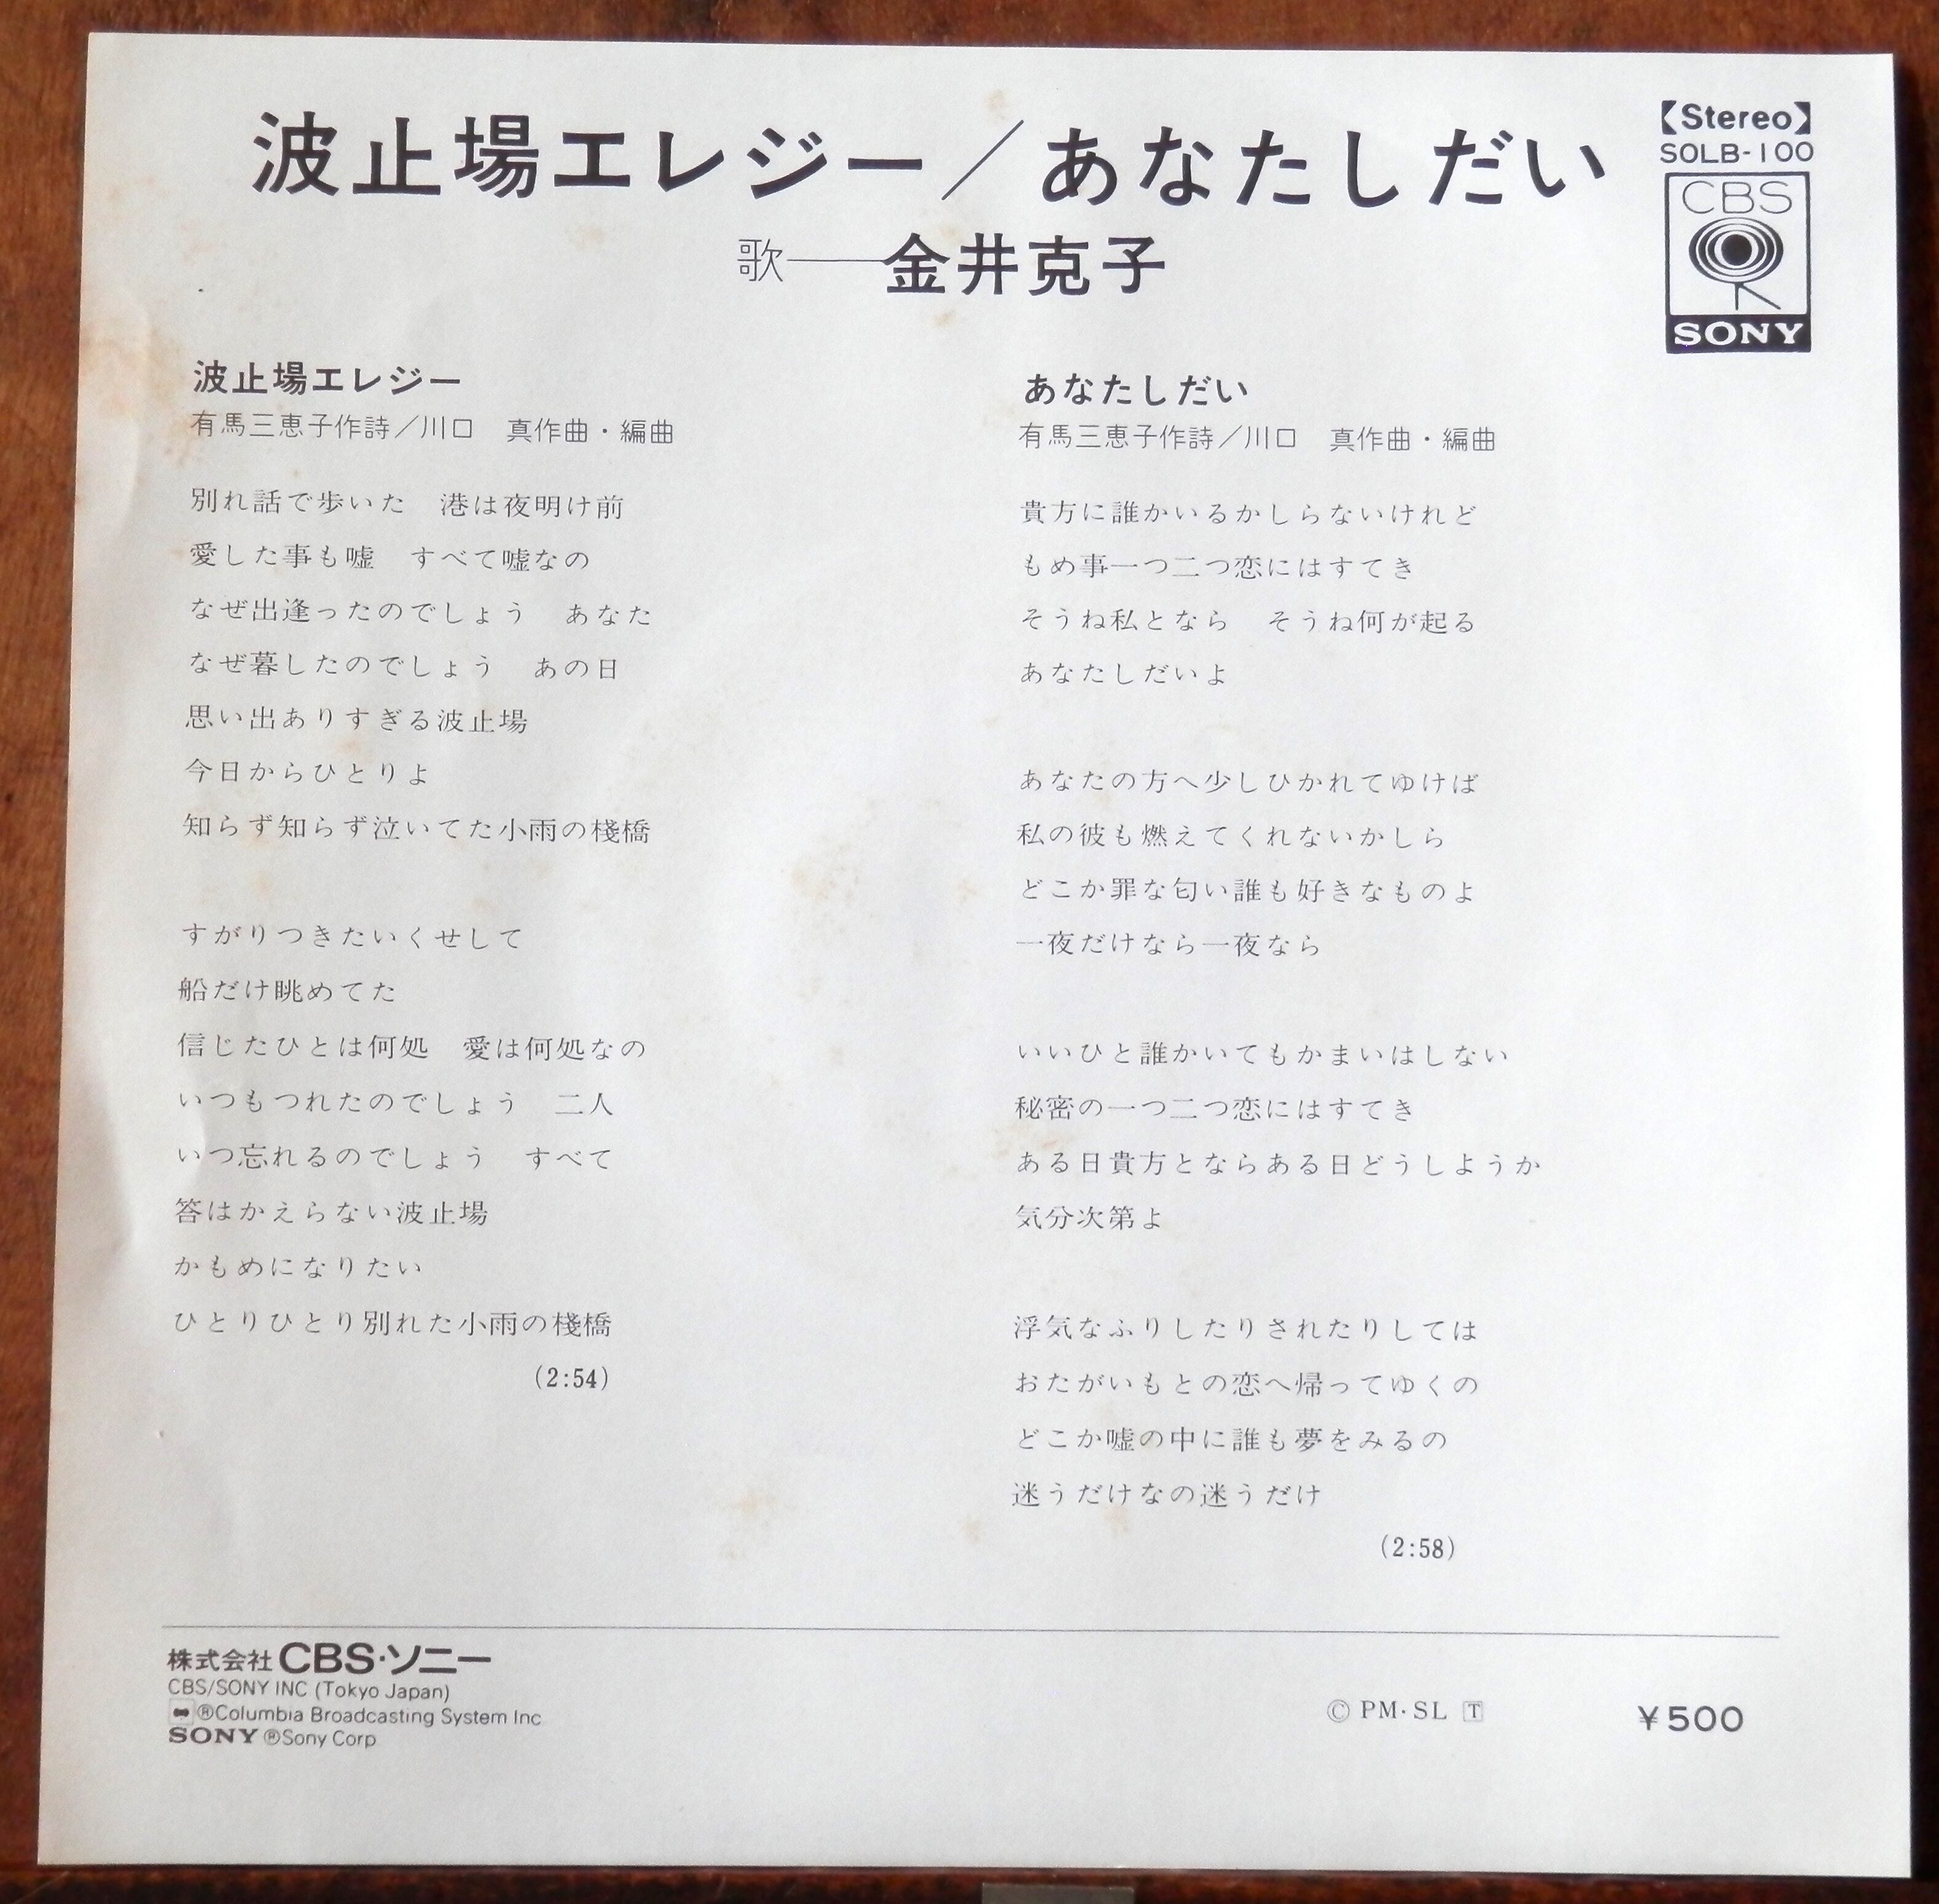 波止場エレジー／あなたしだい
歌——金井克子
【Stereo】
SOLB-100
CBS
SONY
波止場エレジー
有馬三恵子作詩／川口　真作曲・編曲
別れ話で歩いた　港は夜明け前
愛した事も嘘　すべて嘘なの
なぜ出逢ったのでしょう　あなた
なぜ暮したのでしょう　あの日
思い出ありすぎる波止場
今日からひとりよ
知らず知らず泣いてた小雨の棧橋
すがりつきたいくせして
船だけ眺めてた
信じたひとは何処　愛は何処なの
いつもつれたのでしょう　二人
いつ忘れるのでしょう　すべて
答はかえらない波止場
かもめになりたい
ひとりひとり別れた小雨の棧橋
(2:54)
あなたしだい
有馬三恵子作詩／川口　真作曲・編曲
貴方に誰かいるかしらないけれど
もめ事一つ二つ恋にはすてき
そうね私となら　そうね何が起る
あなたしだいよ
あなたの方へ少しひかれてゆけば
私の彼も燃えてくれないかしら
どこか罪な匂い誰も好きなものよ
一夜だけなら一夜なら
いいひと誰かいてもかまいはしない
秘密の一つ二つ恋にはすてき
ある日貴方とならある日どうしようか
気分次第よ
浮気なふりしたりされたりしては
おたがいもとの恋へ帰ってゆくの
どこか嘘の中に誰も夢をみるの
迷うだけなの迷うだけ
(2:58)
株式会社 CBS・ソニー
CBS/SONY INC (Tokyo Japan)
®Columbia Broadcasting System Inc
SONY ®Sony Corp
© PM・SL T
¥500